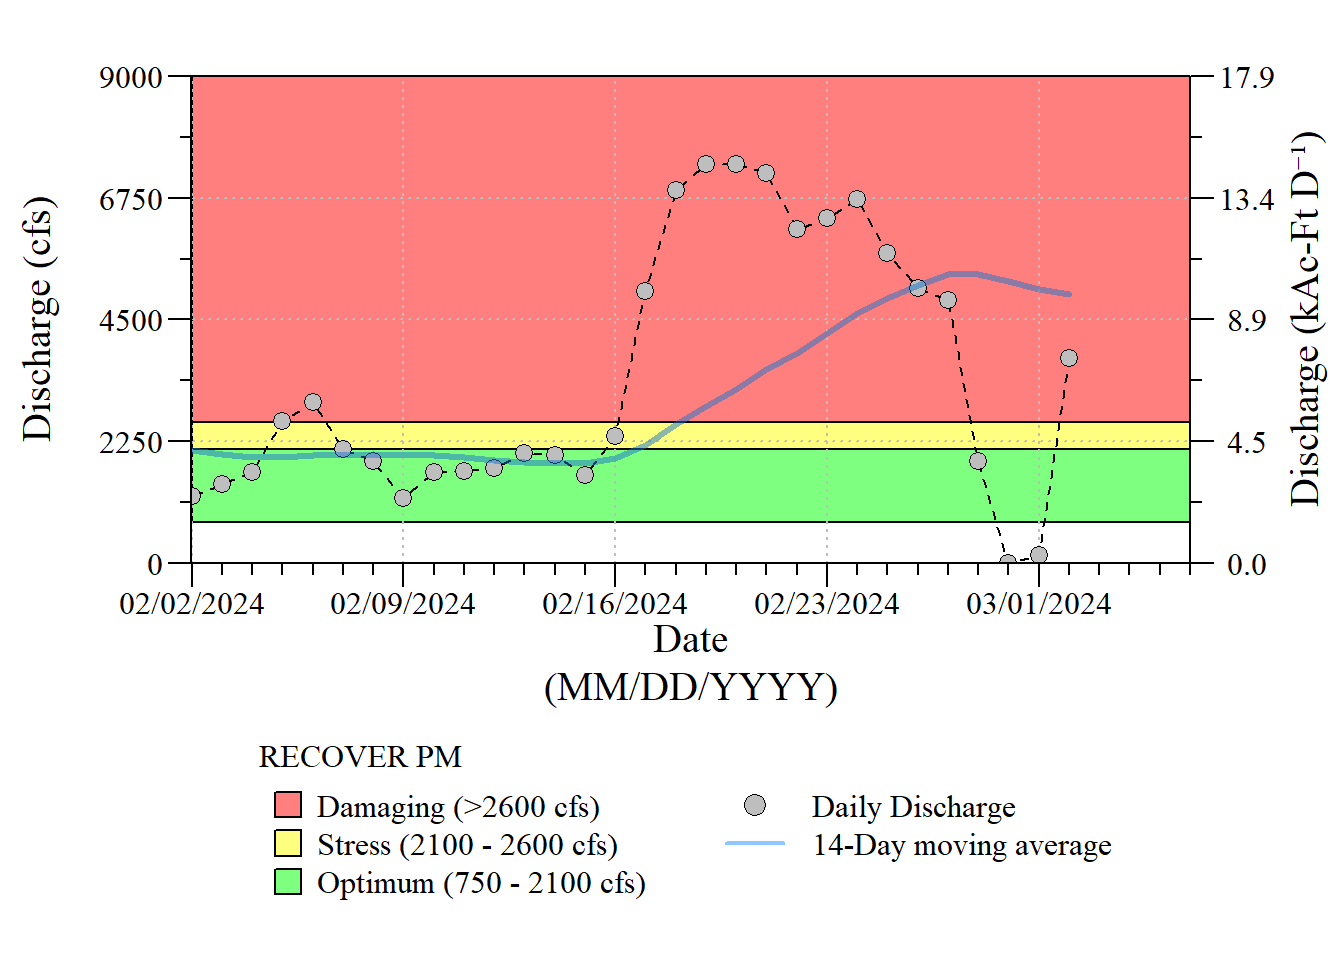 9000
6750
4500
2250
0
Discharge (cfs)
17.9
13.4
8.9
4.5
0.0
Discharge (kAc-Ft D⁻¹)
02/02/2024 02/09/2024 02/16/2024 02/23/2024 03/01/2024
Date
(MM/DD/YYYY)
RECOVER PM
Damaging (>2600 cfs)
Stress (2100 - 2600 cfs)
Optimum (750 - 2100 cfs)
Daily Discharge
14-Day moving average